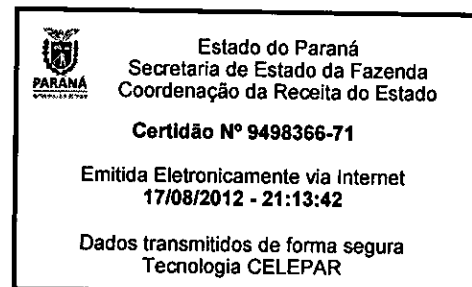 Estado do Paraná
Secretaria de Estado da Fazenda
PARANÁ
Coordenação da Receita do Estado
Certidão Nº 9498366-71
Emitida Eletronicamente via Internet
17/08/2012 - 21:13:42
Dados transmitidos de forma segura
Tecnologia CELEPAR